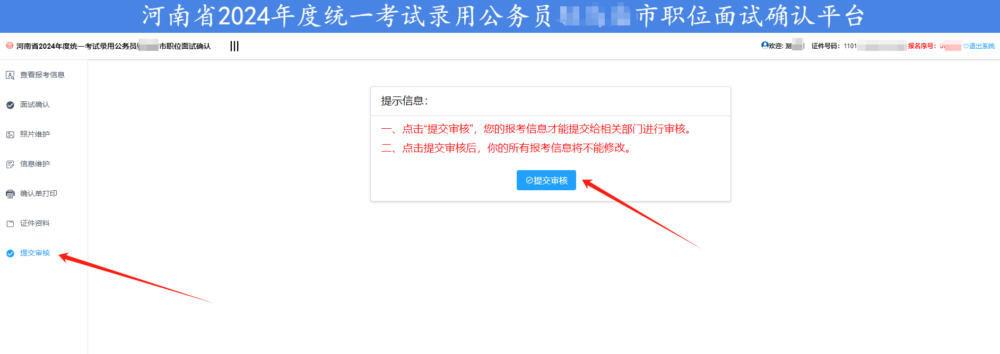 河南省2024年度统一考试录用公务员 市职位面试确认平台
河南省2024年度统一考试录用公务员 市职位面试确认
欢迎: 测 证件号码: 1101 报名序号: 退出系统
查看报考信息
面试确认
照片维护
信息维护
确认单打印
证件资料
提交审核
提示信息:
一、点击“提交审核”，您的报考信息才能提交给相关部门进行审核。
二、点击提交审核后，你的所有报考信息将不能修改。
提交审核